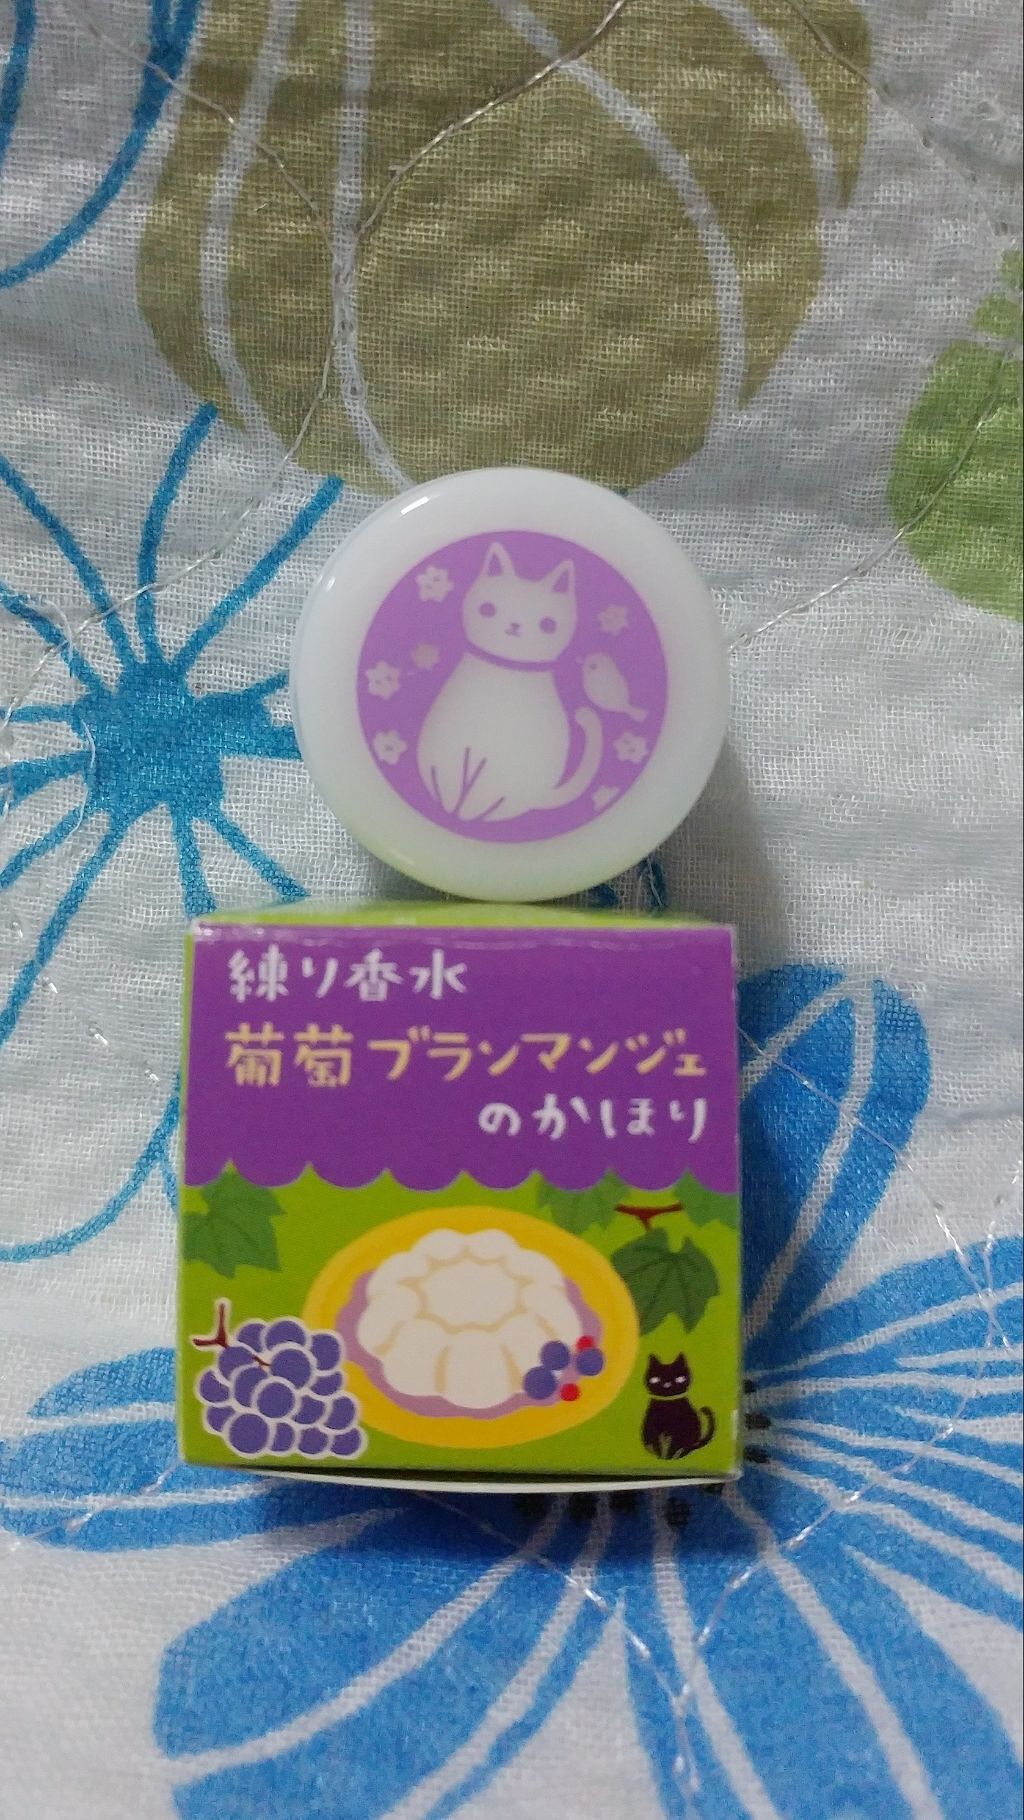 練り香水
葡萄ブランマンジェ
のかほり